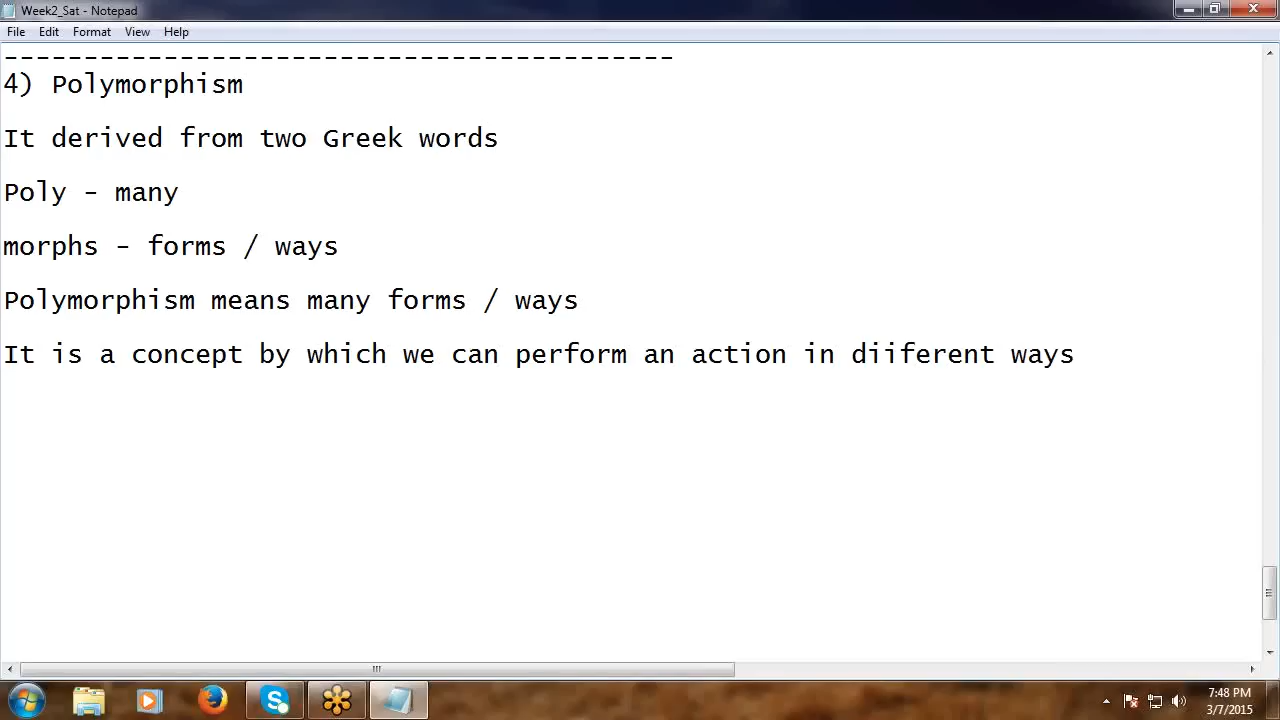 Week2_Sat - Notepad
File Edit Format View Help
------------------------------------------
4) Polymorphism
It derived from two Greek words
Poly - many
morphs - forms / ways
Polymorphism means many forms / ways
It is a concept by which we can perform an action in diiferent ways
7:48 PM
3/7/2015